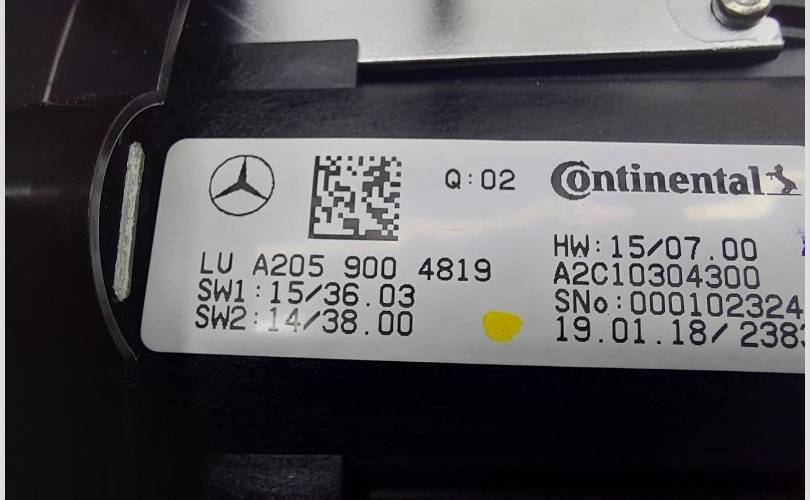 Q:02
Continental
LU A205 900 4819
SW1:15/36.03
SW2:14/38.00
HW:15/07.00
A2C10304300
SNo:000102324
19.01.18/238